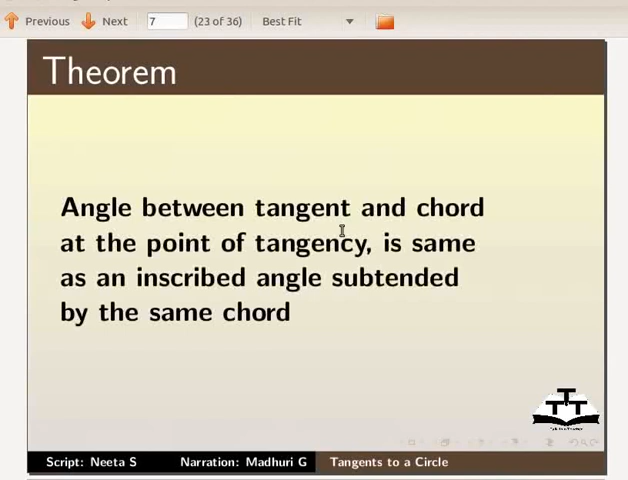 Previous Next 7 (23 of 36) Best Fit
Theorem
Angle between tangent and chord
at the point of tangency, is same
as an inscribed angle subtended
by the same chord
Script: Neeta S Narration: Madhuri G Tangents to a Circle